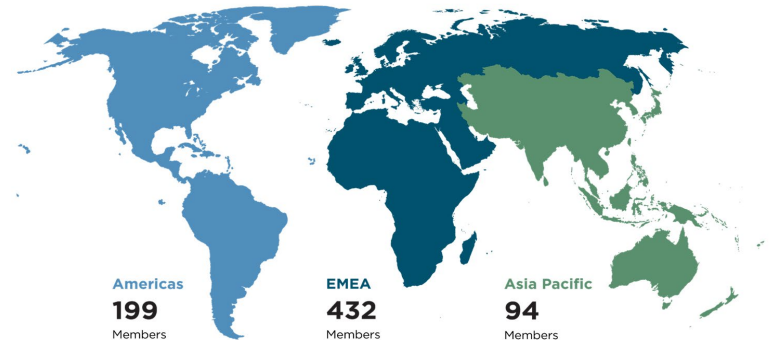 Americas
199
Members
EMEA
432
Members
Asia Pacific
94
Members